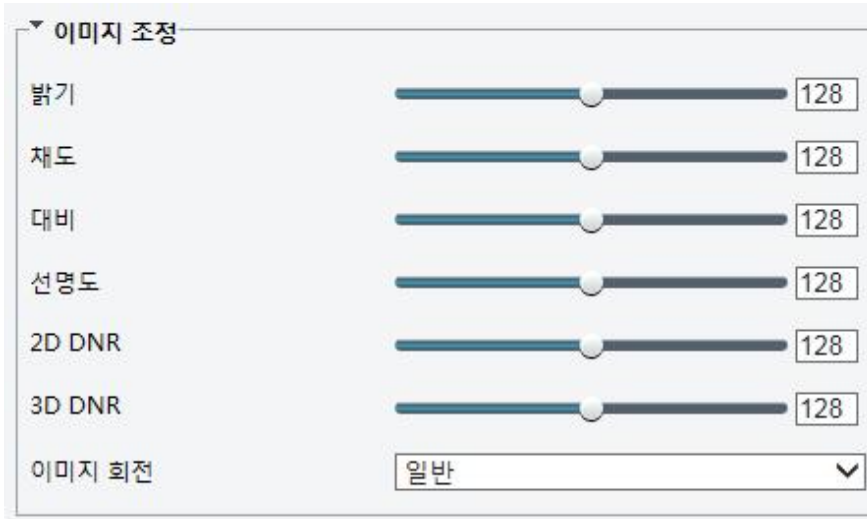 이미지 조정
밝기 128
채도 128
대비 128
선명도 128
2D DNR 128
3D DNR 128
이미지 회전 일반